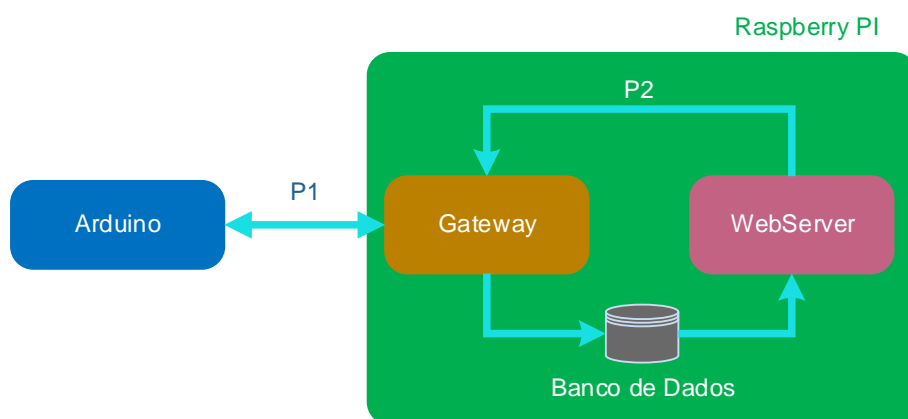 Raspberry PI
P2
P1
Arduino
Gateway
WebServer
Banco de Dados